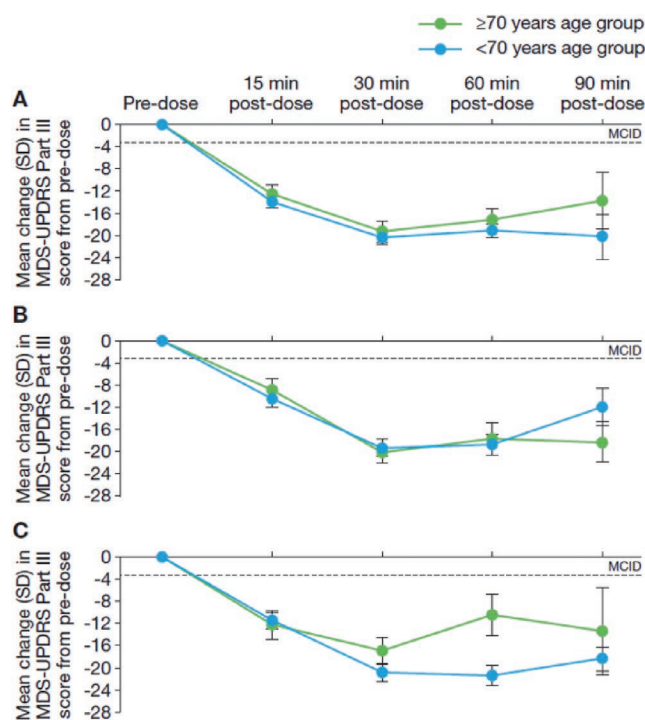 ≥70 years age group
<70 years age group
Pre-dose
15 min
post-dose
30 min
post-dose
60 min
post-dose
90 min
post-dose
A
Mean change (SD) in
MDS-UPDRS Part III
score from pre-dose
0
-4
-8
-12
-16
-20
-24
-28
MCID
B
Mean change (SD) in
MDS-UPDRS Part III
score from pre-dose
0
-4
-8
-12
-16
-20
-24
-28
MCID
C
Mean change (SD) in
MDS-UPDRS Part III
score from pre-dose
0
-4
-8
-12
-16
-20
-24
-28
MCID